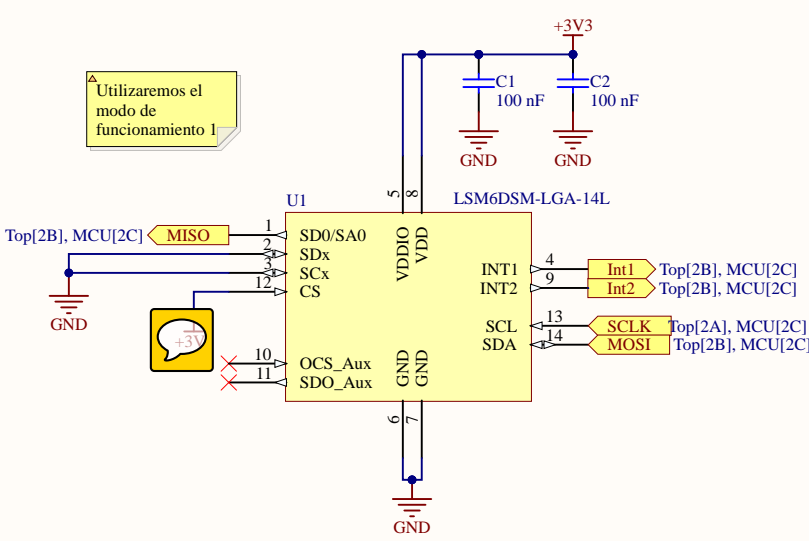 +3V3
Utilizaremos el
modo de
funcionamiento 1
C1
100 nF
C2
100 nF
GND
GND
U1
LSM6DSM-LGA-14L
5
8
VDDIO
VDD
Top[2B], MCU[2C]
MISO
1
SD0/SA0
2
SDx
3
SCx
12
CS
GND
+3V
10
OCS_Aux
11
SDO_Aux
INT1
4
Int1
Top[2B], MCU[2C]
INT2
9
Int2
Top[2B], MCU[2C]
SCL
13
SCLK
Top[2A], MCU[2C]
SDA
14
MOSI
Top[2B], MCU[2C]
GND
GND
6
7
GND